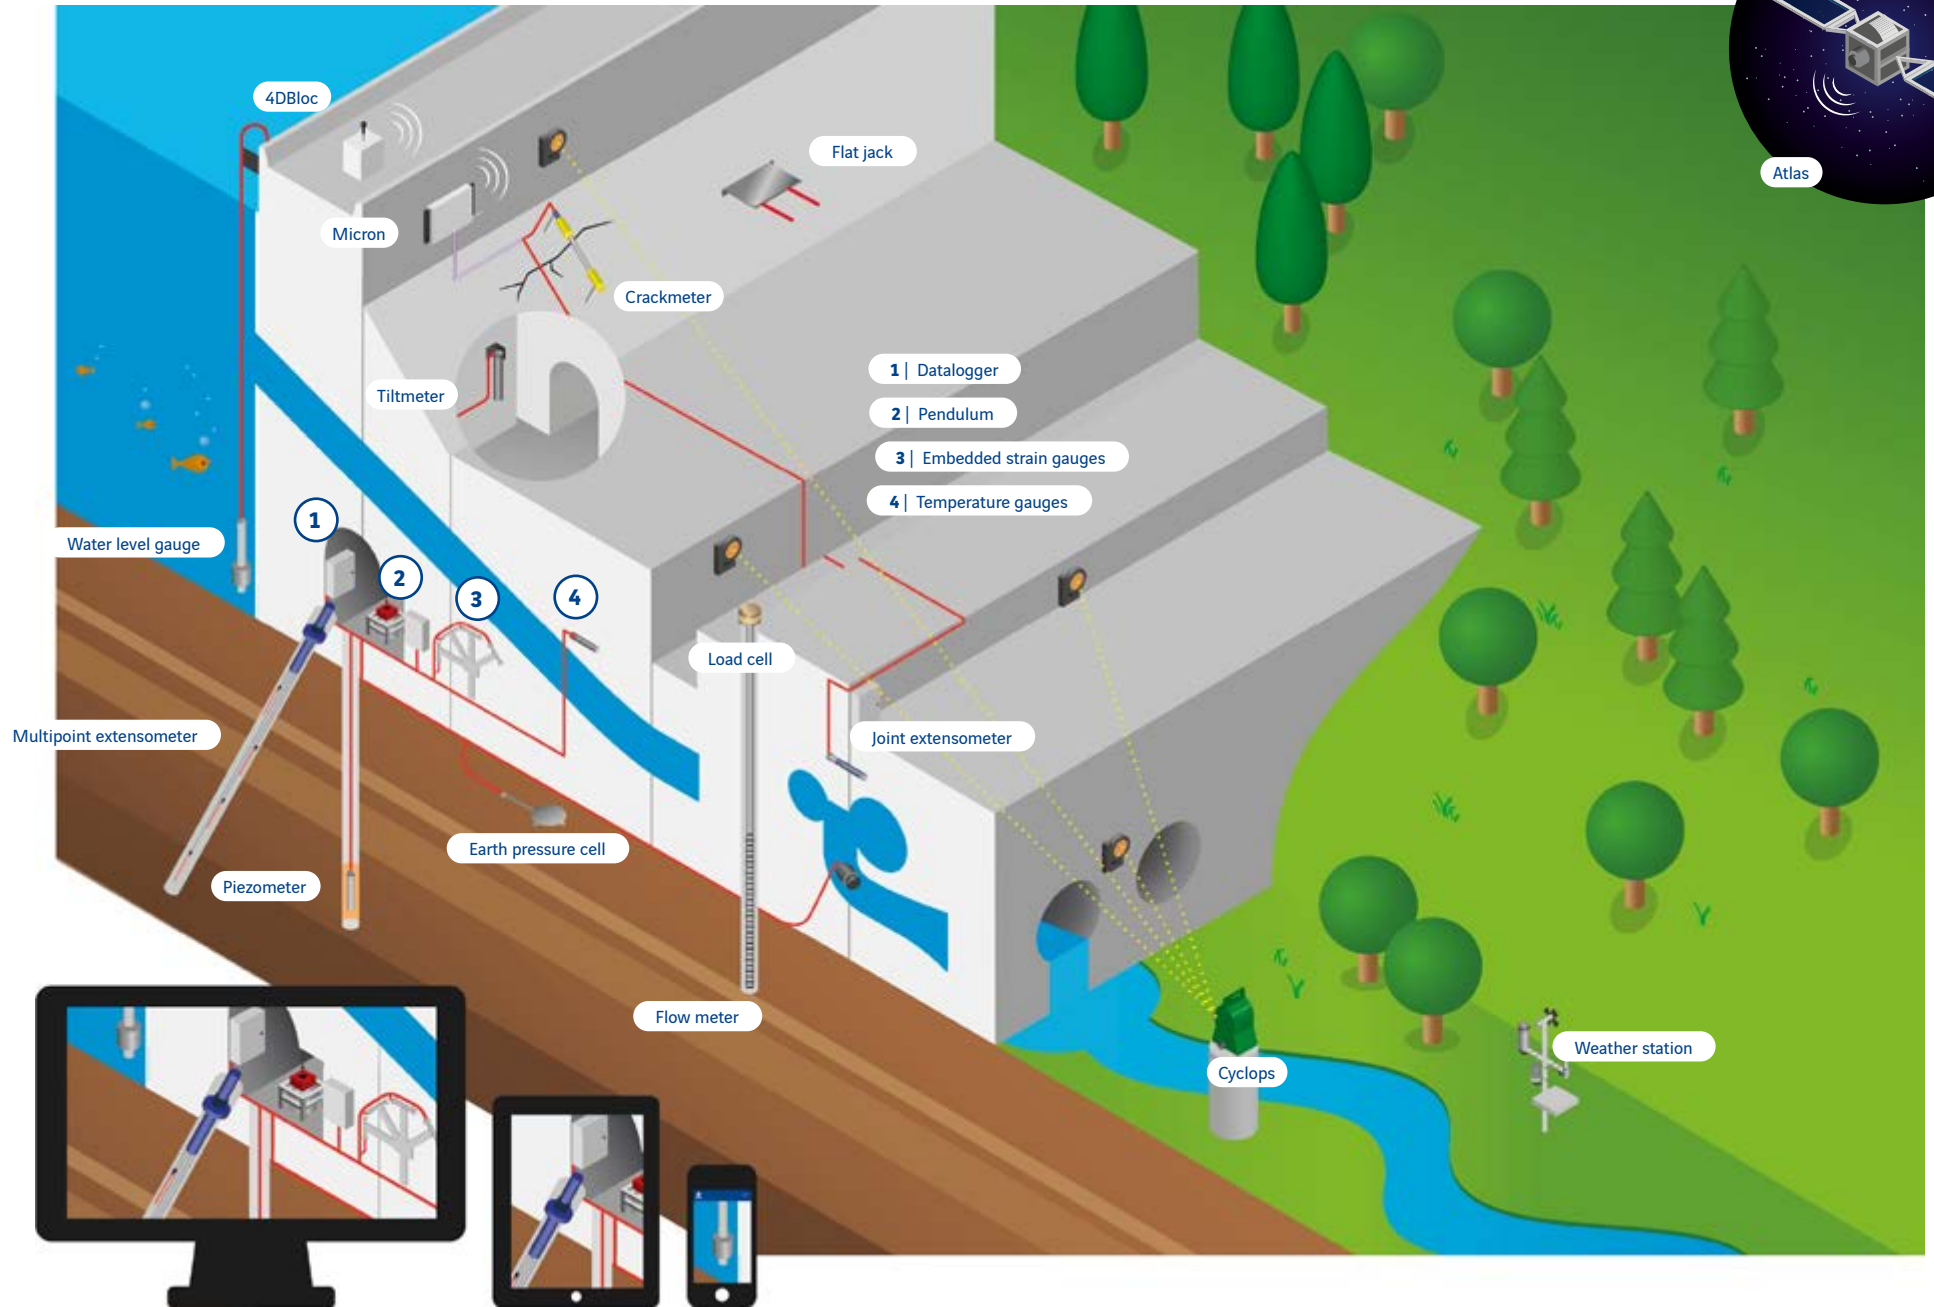 4DBloc
Flat jack
Atlas
Micron
Crackmeter
1 | Datalogger
Tiltmeter
2 | Pendulum
3 | Embedded strain gauges
4 | Temperature gauges
1
Water level gauge
2
3
4
Load cell
Multipoint extensometer
Joint extensometer
Earth pressure cell
Piezometer
Flow meter
Weather station
Cyclops